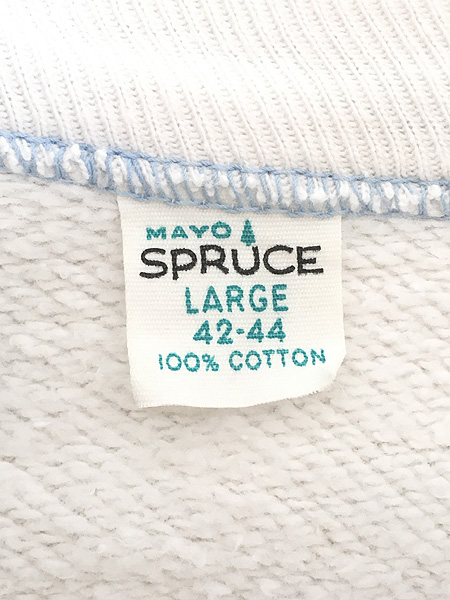 MAYO
SPRUCE
LARGE
42-44
100% COTTON